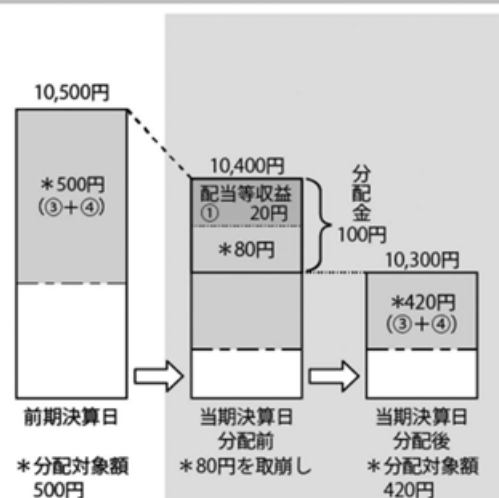 10,500円
＊500円
(③+④)
前期決算日
＊分配対象額
500円
10,400円
配当等収益
① 20円
＊80円
分配金
100円
当期決算日
分配前
＊80円を取崩し
10,300円
＊420円
(③+④)
当期決算日
分配後
＊分配対象額
420円